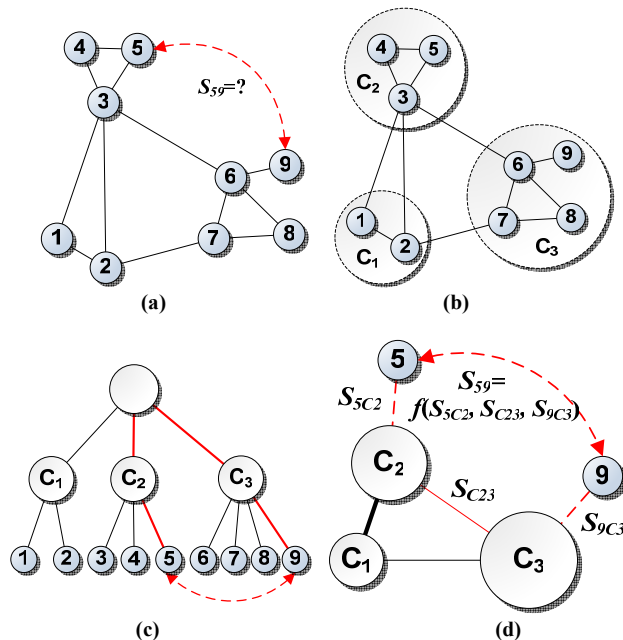 4 5
S59=?
3
9
6
1
7 8
2
(a)
4 5
C2
3
9
6
1
7 8
2
C1
C3
(b)
C1 C2 C3
1 2 3 4 5 6 7 8 9
(c)
5
S59=
S5C2
f(S5C2, SC23, S9C3)
C2
9
SC23
S9C3
C1
C3
(d)